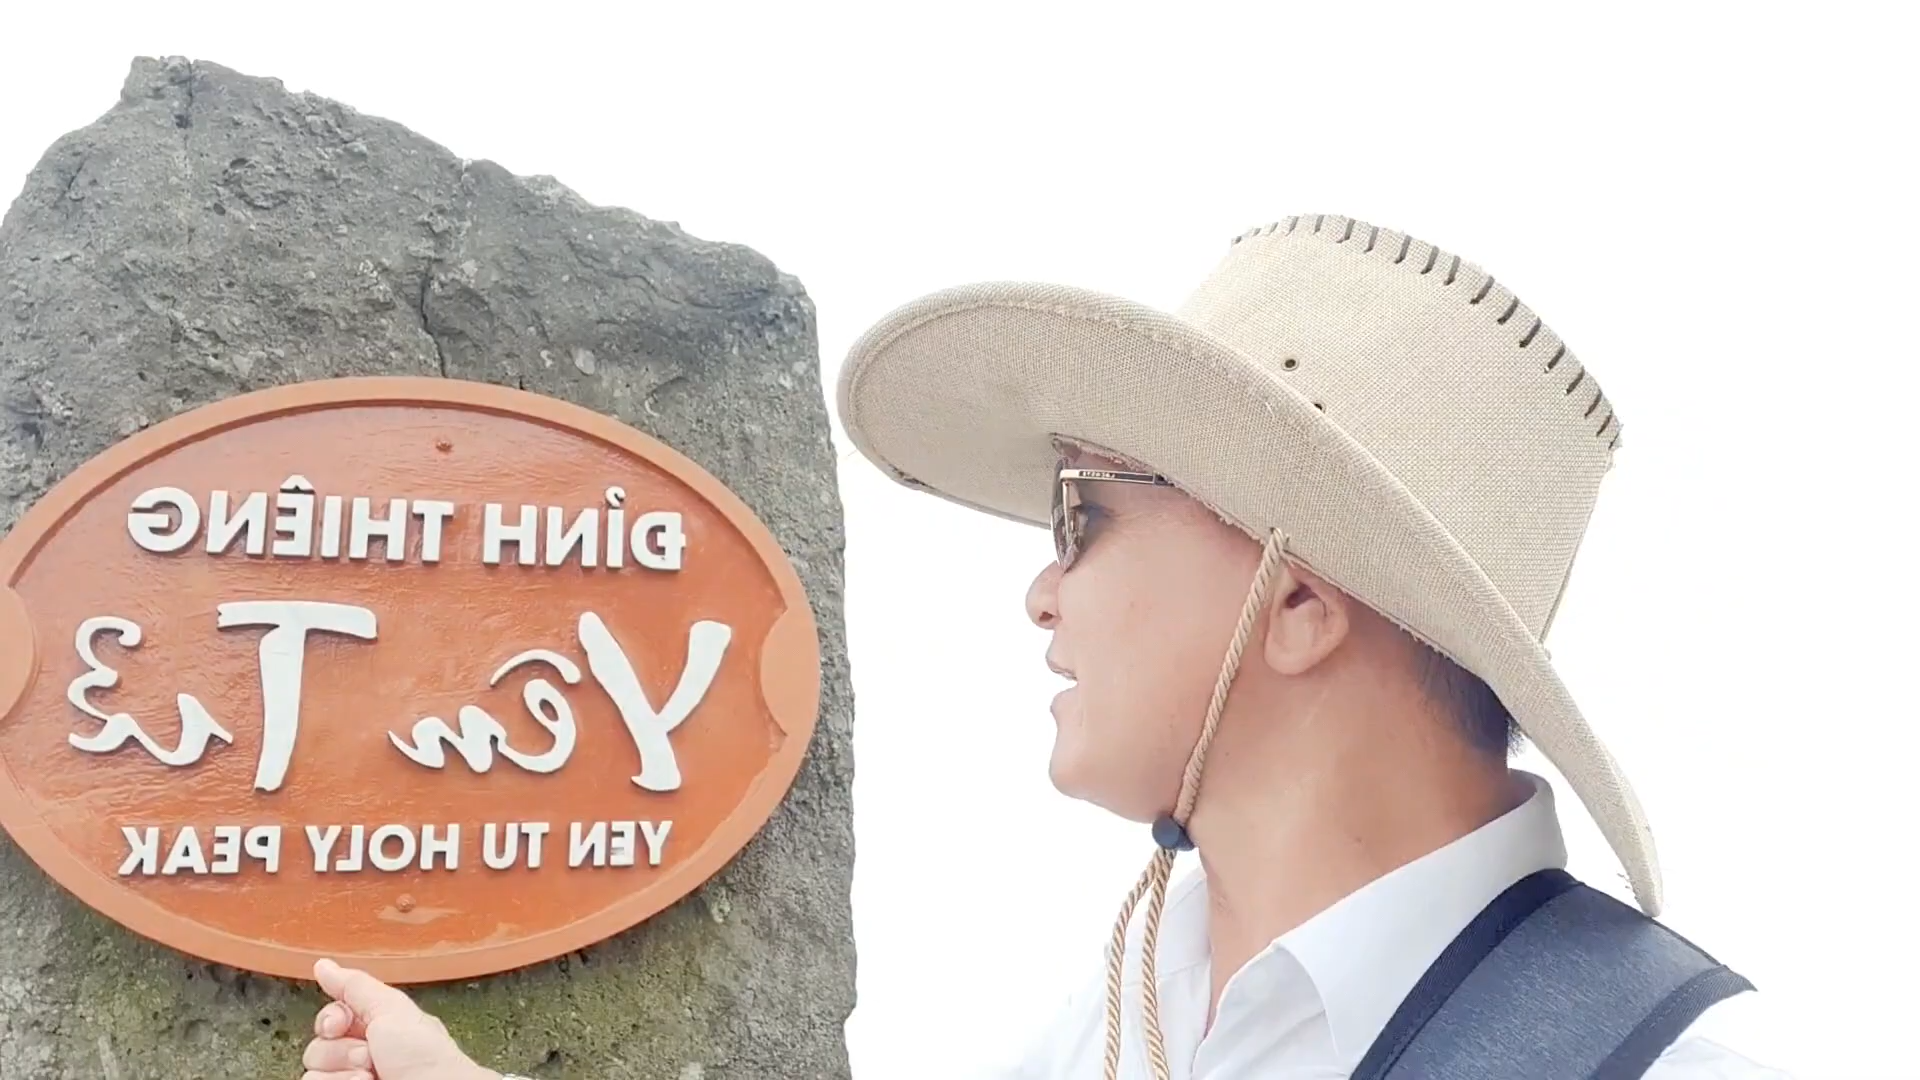 ĐỈNH THIÊNG
Yên Tử
YEN TU HOLY PEAK